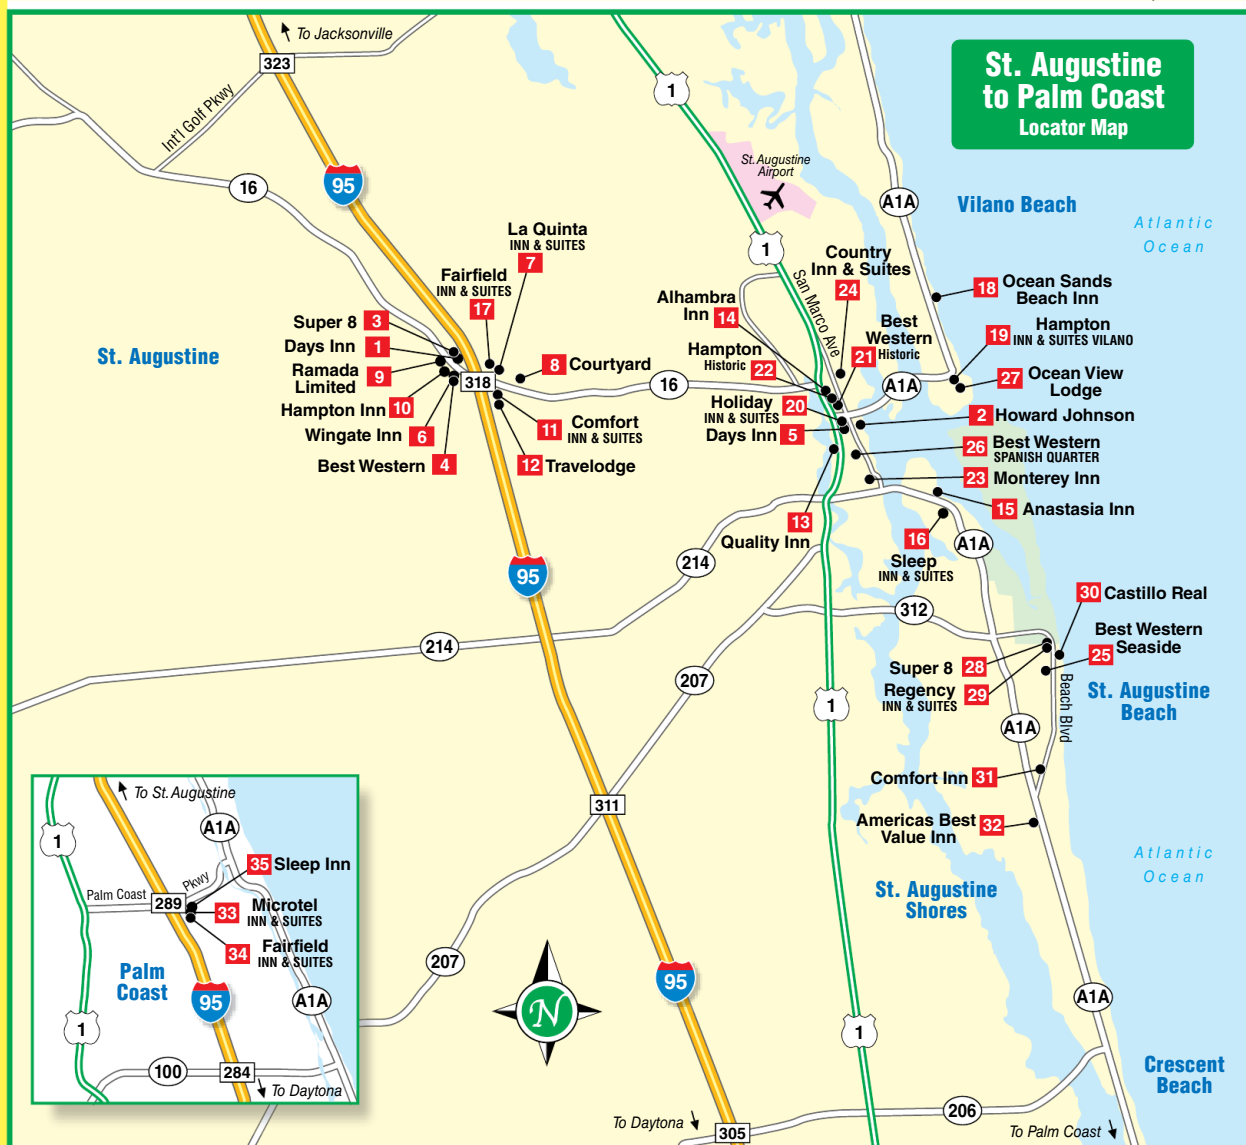 To Jacksonville
323
Int'l Golf Pkwy
16
95
1
St. Augustine
Airport
A1A
St. Augustine
to Palm Coast
Locator Map
Vilano Beach
Atlantic
Ocean
1
San Marco Ave
St. Augustine
La Quinta
INN & SUITES
7
Fairfield
INN & SUITES
17
Super 8 3
Days Inn 1
Ramada
Limited 9
Hampton Inn 10
Wingate Inn 6
Best Western 4
318
8 Courtyard
11 Comfort
INN & SUITES
12 Travelodge
16
Country
Inn & Suites
24
Alhambra
Inn 14
Best
Western
21 Historic
Hampton
Historic 22
Holiday
INN & SUITES 20
Days Inn 5
A1A
18 Ocean Sands
Beach Inn
19 Hampton
INN & SUITES VILANO
27 Ocean View
Lodge
2 Howard Johnson
26 Best Western
SPANISH QUARTER
23 Monterey Inn
15 Anastasia Inn
13
Quality Inn
16
Sleep
INN & SUITES
A1A
214
95
312
30 Castillo Real
Best Western
25 Seaside
214
207
Super 8 28
Regency
INN & SUITES 29
1
Beach Blvd
St. Augustine
Beach
A1A
Comfort Inn 31
Americas Best
Value Inn 32
311
Atlantic
Ocean
St. Augustine
Shores
207
N
95
A1A
1
Crescent
Beach
206
To Daytona
305
To Palm Coast
To St. Augustine
1
A1A
35 Sleep Inn
Palm Coast
Pkwy
289
33 Microtel
INN & SUITES
34 Fairfield
INN & SUITES
Palm
Coast
95
A1A
1
100
284
To Daytona